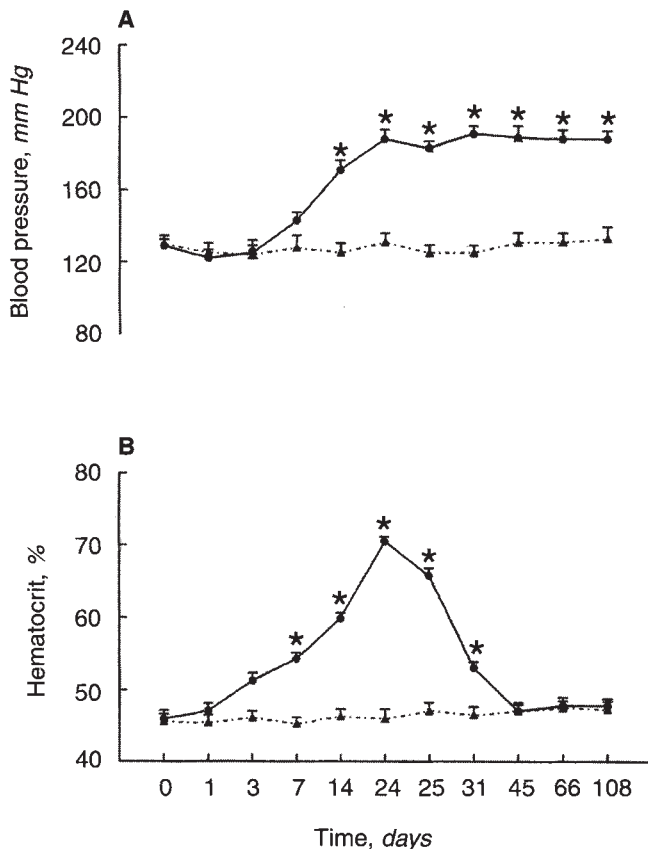 A
240
200
160
120
80
Blood pressure, mm Hg
* * * * * * *
B
80
70
60
50
40
Hematocrit, %
* * * * *
0 1 3 7 14 24 25 31 45 66 108
Time, days